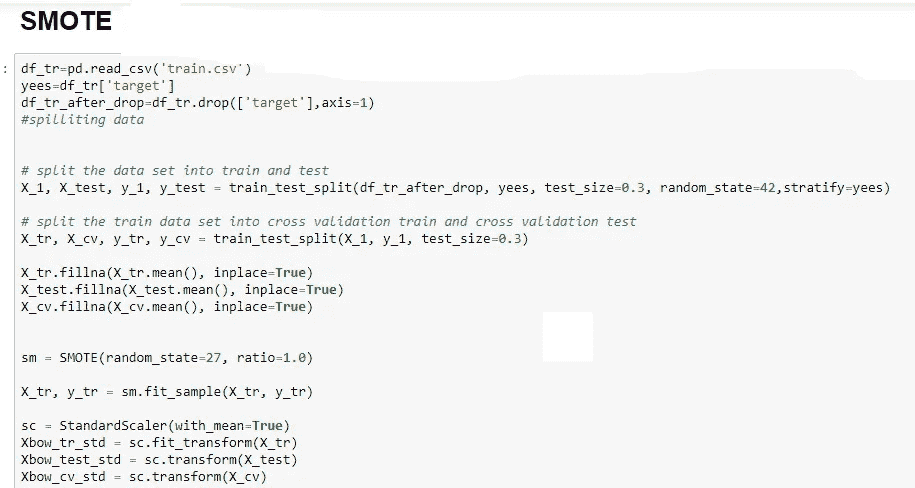 SMOTE
: df_tr=pd.read_csv('train.csv')
yees=df_tr['target']
df_tr_after_drop=df_tr.drop(['target'],axis=1)
#spilliting data
# split the data set into train and test
X_1, X_test, y_1, y_test = train_test_split(df_tr_after_drop, yees, test_size=0.3, random_state=42,stratify=yees)
# split the train data set into cross validation train and cross validation test
X_tr, X_cv, y_tr, y_cv = train_test_split(X_1, y_1, test_size=0.3)
X_tr.fillna(X_tr.mean(), inplace=True)
X_test.fillna(X_test.mean(), inplace=True)
X_cv.fillna(X_cv.mean(), inplace=True)
sm = SMOTE(random_state=27, ratio=1.0)
X_tr, y_tr = sm.fit_sample(X_tr, y_tr)
sc = StandardScaler(with_mean=True)
Xbow_tr_std = sc.fit_transform(X_tr)
Xbow_test_std = sc.transform(X_test)
Xbow_cv_std = sc.transform(X_cv)